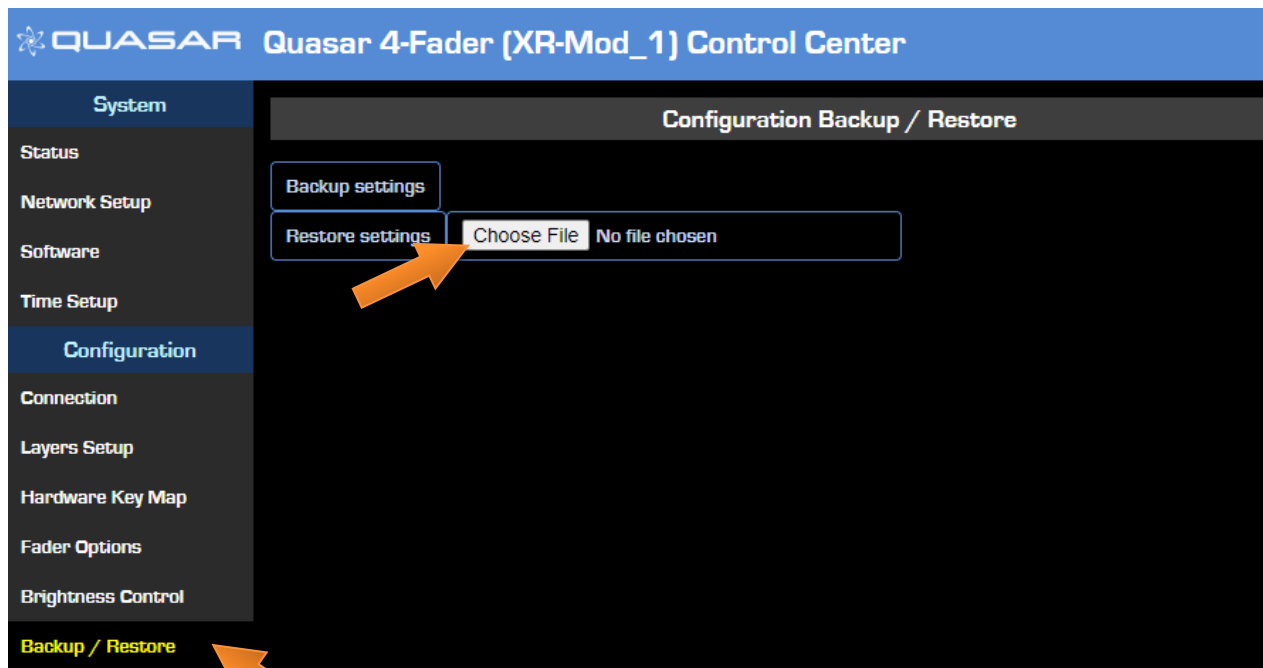 QUASAR Quasar 4-Fader (XR-Mod_1) Control Center
System
Status
Network Setup
Software
Time Setup
Configuration
Connection
Layers Setup
Hardware Key Map
Fader Options
Brightness Control
Backup / Restore
Configuration Backup / Restore
Backup settings
Restore settings Choose File No file chosen